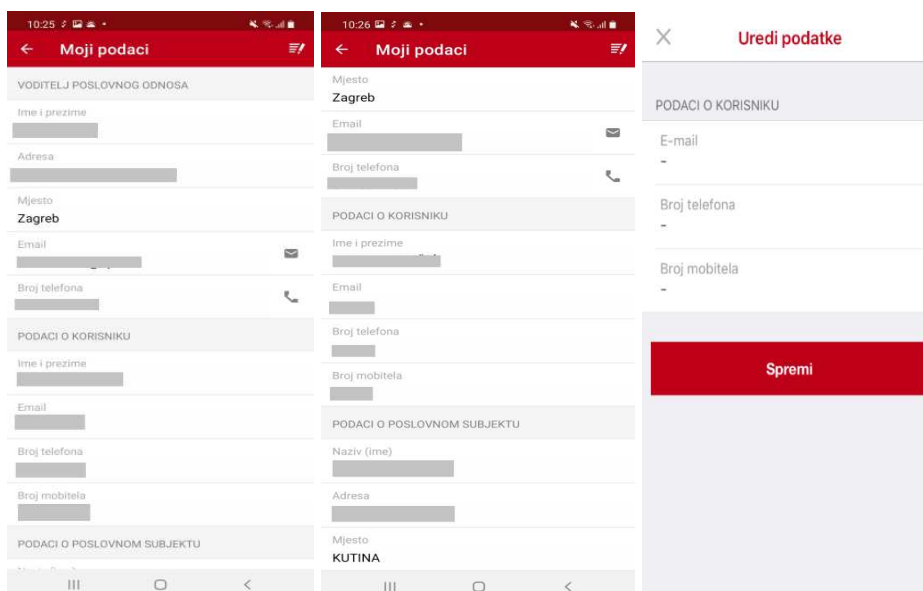 10:25
Moji podaci
VODITELJ POSLOVNOG ODNOSA
Ime i prezime
Adresa
Mjesto
Zagreb
Email
Broj telefona
PODACI O KORISNIKU
Ime i prezime
Email
Broj telefona
Broj mobitela
PODACI O POSLOVNOM SUBJEKTU
10:26
Moji podaci
Mjesto
Zagreb
Email
Broj telefona
PODACI O KORISNIKU
Ime i prezime
Email
Broj telefona
Broj mobitela
PODACI O POSLOVNOM SUBJEKTU
Naziv (ime)
Adresa
Mjesto
KUTINA
Uredi podatke
PODACI O KORISNIKU
E-mail
-
Broj telefona
-
Broj mobitela
-
Spremi